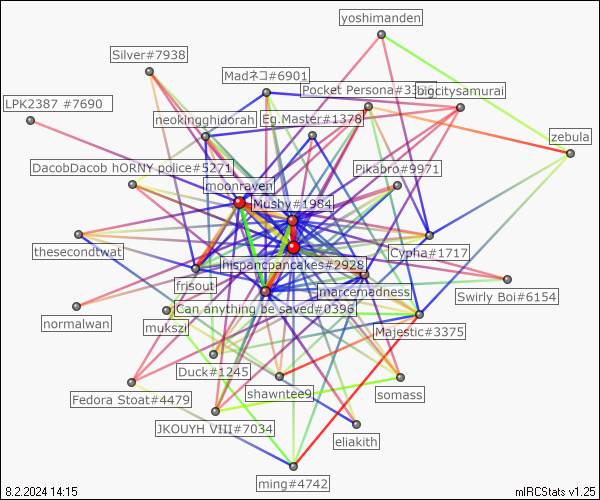 yoshimanden
Silver#7938
Madネコ#6901
Pocket Persona#33
bigcitysamurai
LPK2387 #7690
neokingghidorah
Eg.Master#1378
zebula
DacobDacob hORNY police#5271
Pikabro#9971
moonraven
Mushy#1984
thesecondtwat
Cypha#1717
frisout
hispancpancakes#2928
marcemadness
Swirly Boi#6154
normalwan
mukszi
Can anything be saved#0396
Majestic#3375
Duck#1245
shawntee9
somass
Fedora Stoat#4479
JKOUYH VIII#7034
eliakith
ming#4742
8.2.2024 14:15
mIRCStats v1.25